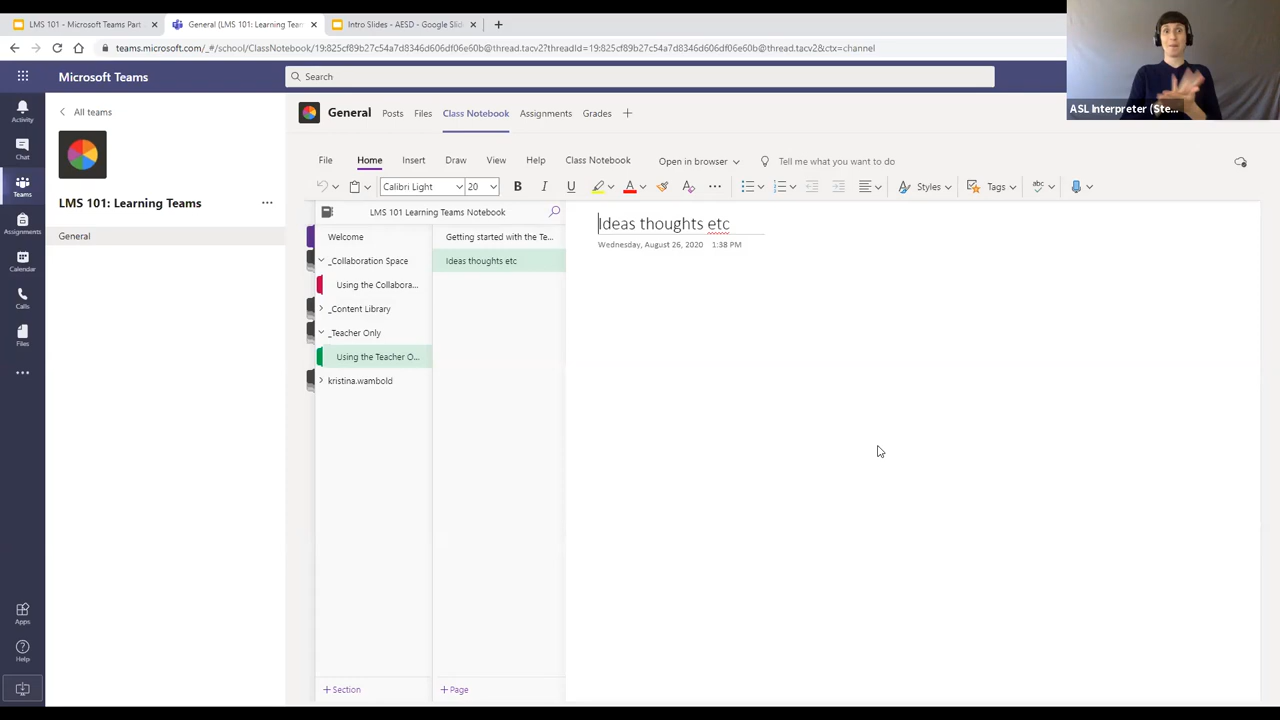 LMS 101 - Microsoft Teams Part
General (LMS 101: Learning Team
Intro Slides - AESD - Google Slid
teams.microsoft.com/_#/school/ClassNotebook/19:825cf89b27c54a7d8346d606df06e60b@thread.tacv2?threadId=19:825cf89b27c54a7d8346d606df06e60b@thread.tacv2&ctx=channel
Microsoft Teams
Search
ASL Interpreter (Ste...
Activity
Chat
Teams
Assignments
Calendar
Calls
Files
Apps
Help
All teams
LMS 101: Learning Teams
General
General Posts Files Class Notebook Assignments Grades
File Home Insert Draw View Help Class Notebook Open in browser Tell me what you want to do
Calibri Light 20 B I U A Styles Tags abc
LMS 101 Learning Teams Notebook
Welcome
_Collaboration Space
Using the Collabora...
_Content Library
_Teacher Only
Using the Teacher O...
kristina.wambold
+ Section
Getting started with the Te...
Ideas thoughts etc
+ Page
Ideas thoughts etc
Wednesday, August 26, 2020 1:38 PM